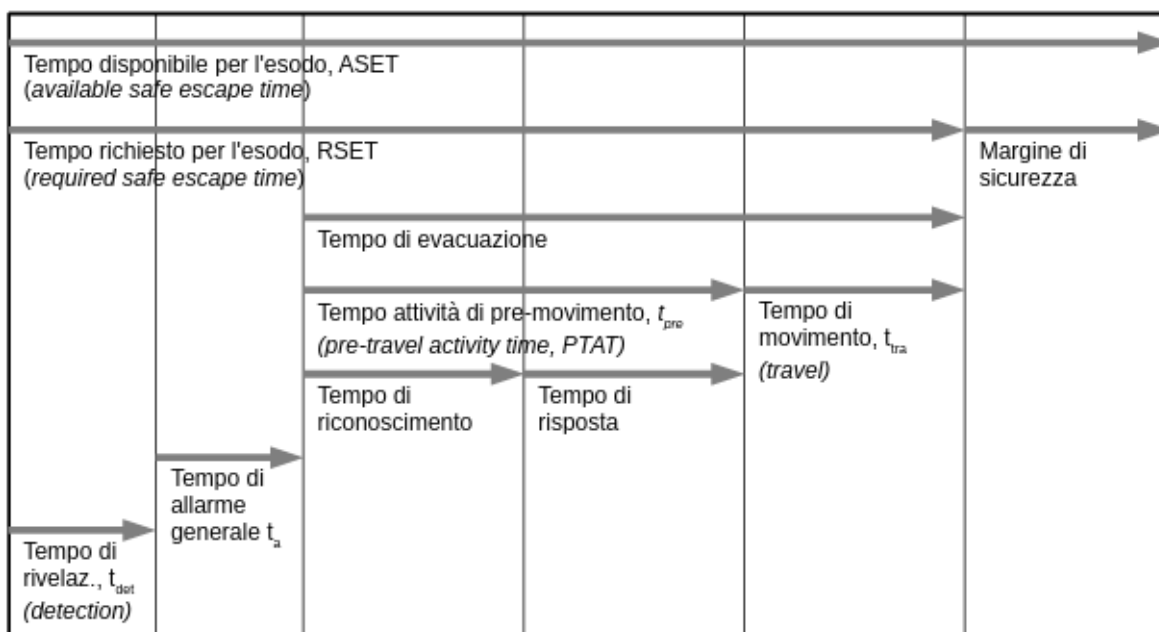 Tempo disponibile per l'esodo, ASET
(available safe escape time)
Tempo richiesto per l'esodo, RSET
(required safe escape time)
Margine di
sicurezza
Tempo di evacuazione
Tempo attività di pre-movimento, tpre
(pre-travel activity time, PTAT)
Tempo di
movimento, ttra
(travel)
Tempo di
riconoscimento
Tempo di
risposta
Tempo di
allarme
generale ta
Tempo di
rivelaz., tdet
(detection)